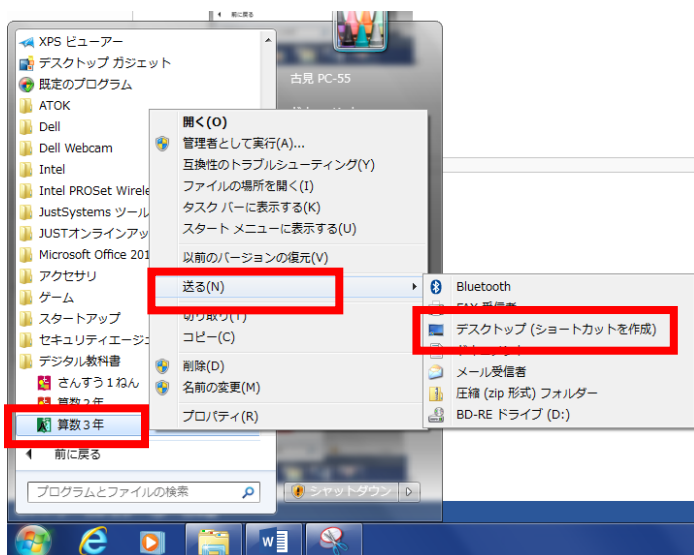 前に戻る
XPS ビューアー
デスクトップ ガジェット
既定のプログラム
ATOK
Dell
Dell Webcam
Intel
Intel PROSet Wirele
JustSystems ツール
JUSTオンラインアッ
Microsoft Office 201
アクセサリ
ゲーム
スタートアップ
セキュリティエージェ
デジタル教科書
さんすう1ねん
算数2年
算数3年
前に戻る
プログラムとファイルの検索
古見 PC-55
シャットダウン
開く(O)
管理者として実行(A)...
互換性のトラブルシューティング(Y)
ファイルの場所を開く(I)
タスク バーに表示する(K)
スタート メニューに表示する(U)
以前のバージョンの復元(V)
送る(N)
切り取り(T)
コピー(C)
削除(D)
名前の変更(M)
プロパティ(R)
Bluetooth
FAX 受信者
デスクトップ (ショートカットを作成)
メール受信者
圧縮 (zip 形式) フォルダー
BD-RE ドライブ (D:)